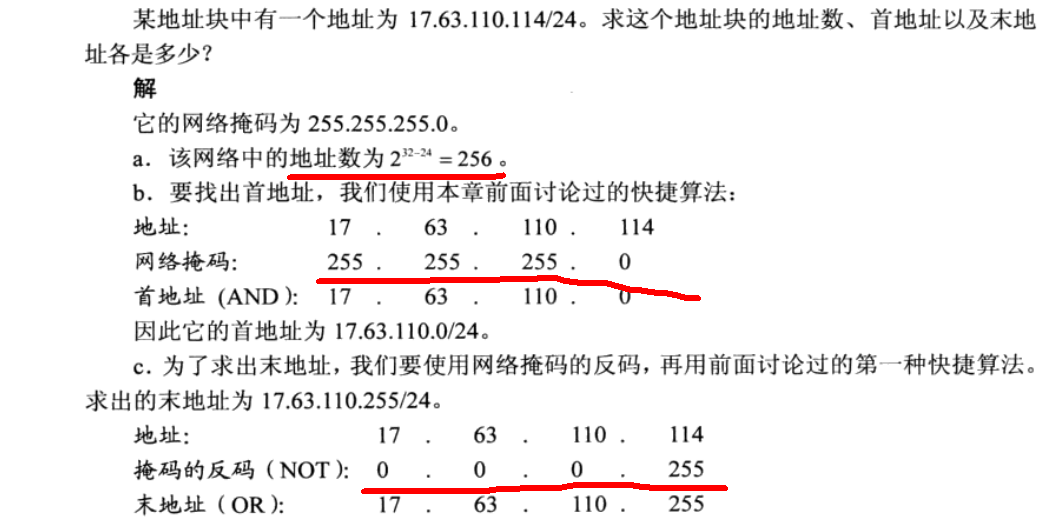 某地址块中有一个地址为 17.63.110.114/24。求这个地址块的地址数、首地址以及末地
址各是多少?
解
它的网络掩码为 255.255.255.0。
a. 该网络中的地址数为 2³²⁻²⁴ = 256 。
b. 要找出首地址,我们使用本章前面讨论过的快捷算法:
地址: 17 . 63 . 110 . 114
网络掩码: 255 . 255 . 255 . 0
首地址 (AND): 17 . 63 . 110 . 0
因此它的首地址为 17.63.110.0/24。
c. 为了求出末地址,我们要使用网络掩码的反码,再用前面讨论过的第一种快捷算法。
求出的末地址为 17.63.110.255/24。
地址: 17 . 63 . 110 . 114
掩码的反码 (NOT): 0 . 0 . 0 . 255
末地址 (OR): 17 . 63 . 110 . 255